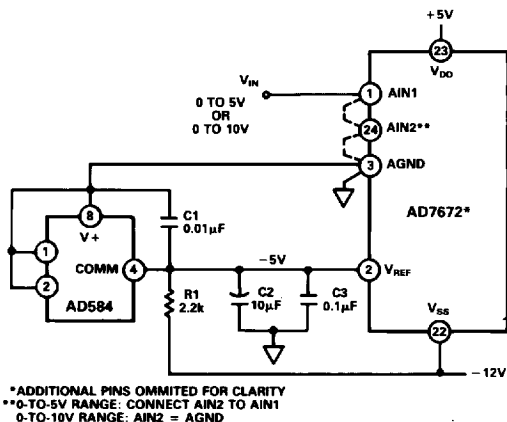 +5V
23
VDD
VIN
1
AIN1
0 TO 5V
OR
0 TO 10V
24
AIN2**
3
AGND
AD7672*
8
V+
C1
0.01µF
1
COMM
4
-5V
2
VREF
2
AD584
R1
2.2k
C2
10µF
C3
0.1µF
VSS
22
-12V
*ADDITIONAL PINS OMMITED FOR CLARITY
**0-TO-5V RANGE: CONNECT AIN2 TO AIN1
0-TO-10V RANGE: AIN2 = AGND